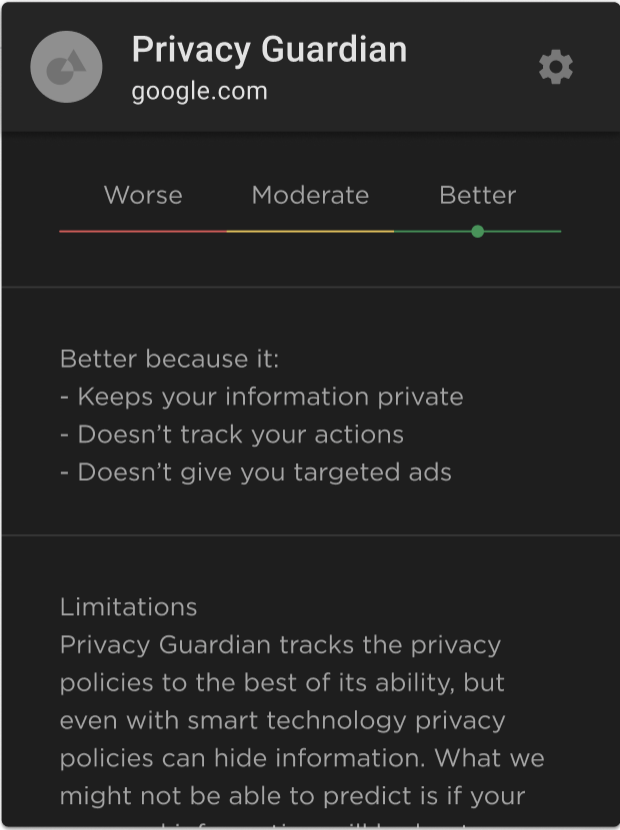 Privacy Guardian
google.com
Worse Moderate Better
Better because it:
- Keeps your information private
- Doesn’t track your actions
- Doesn’t give you targeted ads
Limitations
Privacy Guardian tracks the privacy
policies to the best of its ability, but
even with smart technology privacy
policies can hide information. What we
might not be able to predict is if your